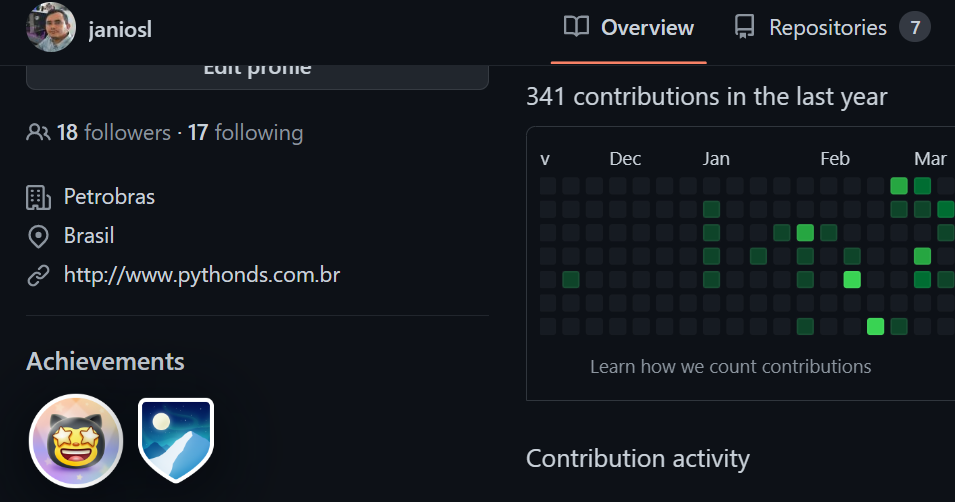 janiosl
Overview
Repositories 7
Edit profile
18 followers · 17 following
Petrobras
Brasil
http://www.pythonds.com.br
Achievements
341 contributions in the last year
v Dec Jan Feb Mar
Learn how we count contributions
Contribution activity